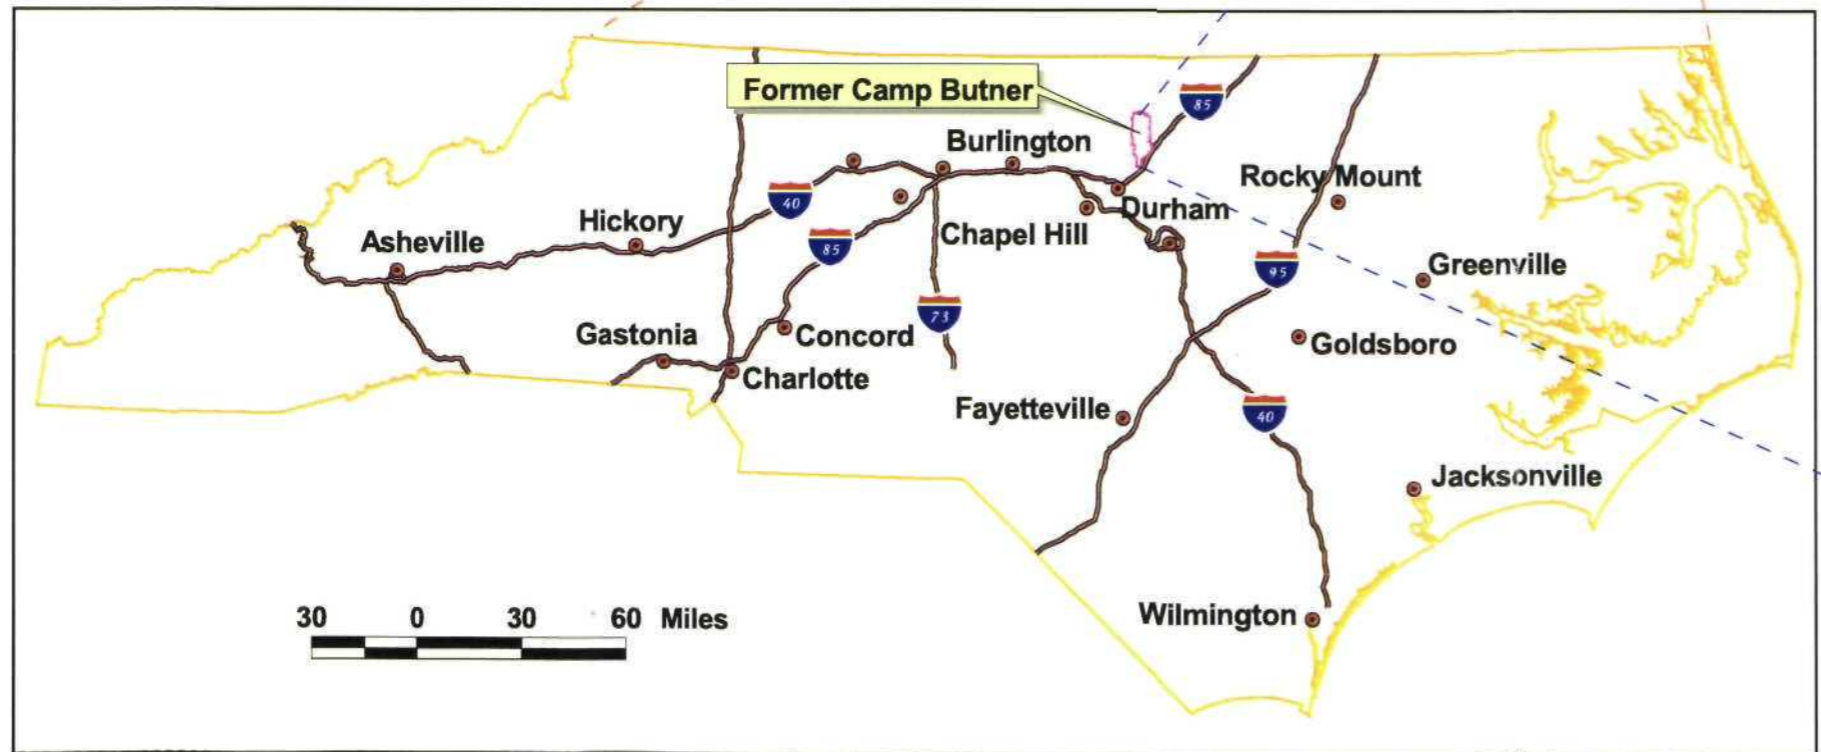 Former Camp Butner
85
Burlington
Rocky Mount
40
Durham
Hickory
Asheville
85
Chapel Hill
95
Greenville
73
Gastonia
Concord
Goldsboro
Charlotte
Fayetteville
40
Jacksonville
Wilmington
30 0 30 60 Miles